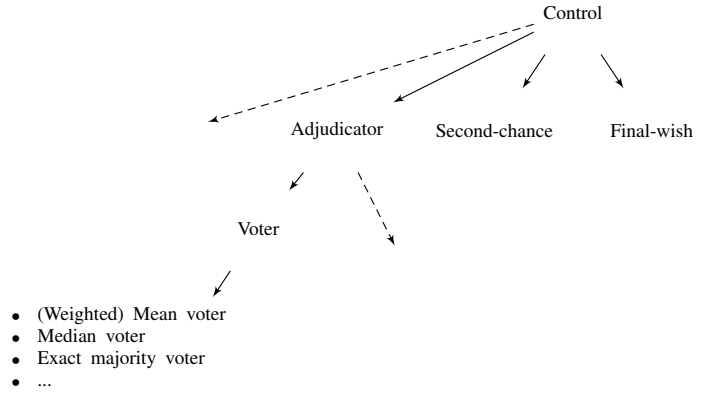 Control
Adjudicator
Second-chance
Final-wish
Voter
• (Weighted) Mean voter
• Median voter
• Exact majority voter
• ...